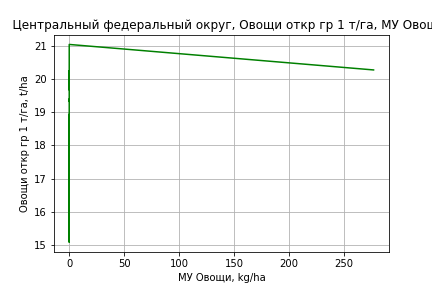 Центральный федеральный округ, Овощи откр гр 1 т/га, МУ Овощ
21
20
19
18
17
16
15
Овощи откр гр 1 т/га, t/ha
0 50 100 150 200 250
МУ Овощи, kg/ha